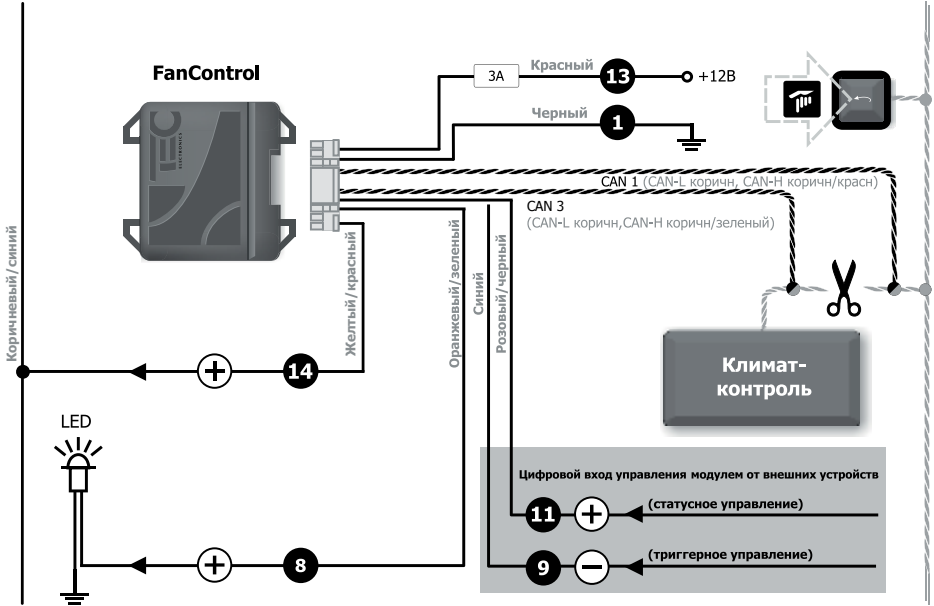 FanControl
ELECTRONICS
3А
Красный
13
+12В
Черный
1
CAN 1 (CAN-L коричн, CAN-H коричн/красн)
CAN 3
(CAN-L коричн,CAN-H коричн/зеленый)
Коричневый/синий
Желтый/красный
Оранжевый/зеленый
Синий
Розовый/черный
Климат-
контроль
14
LED
8
Цифровой вход управления модулем от внешних устройств
11
(статусное управление)
9
(триггерное управление)